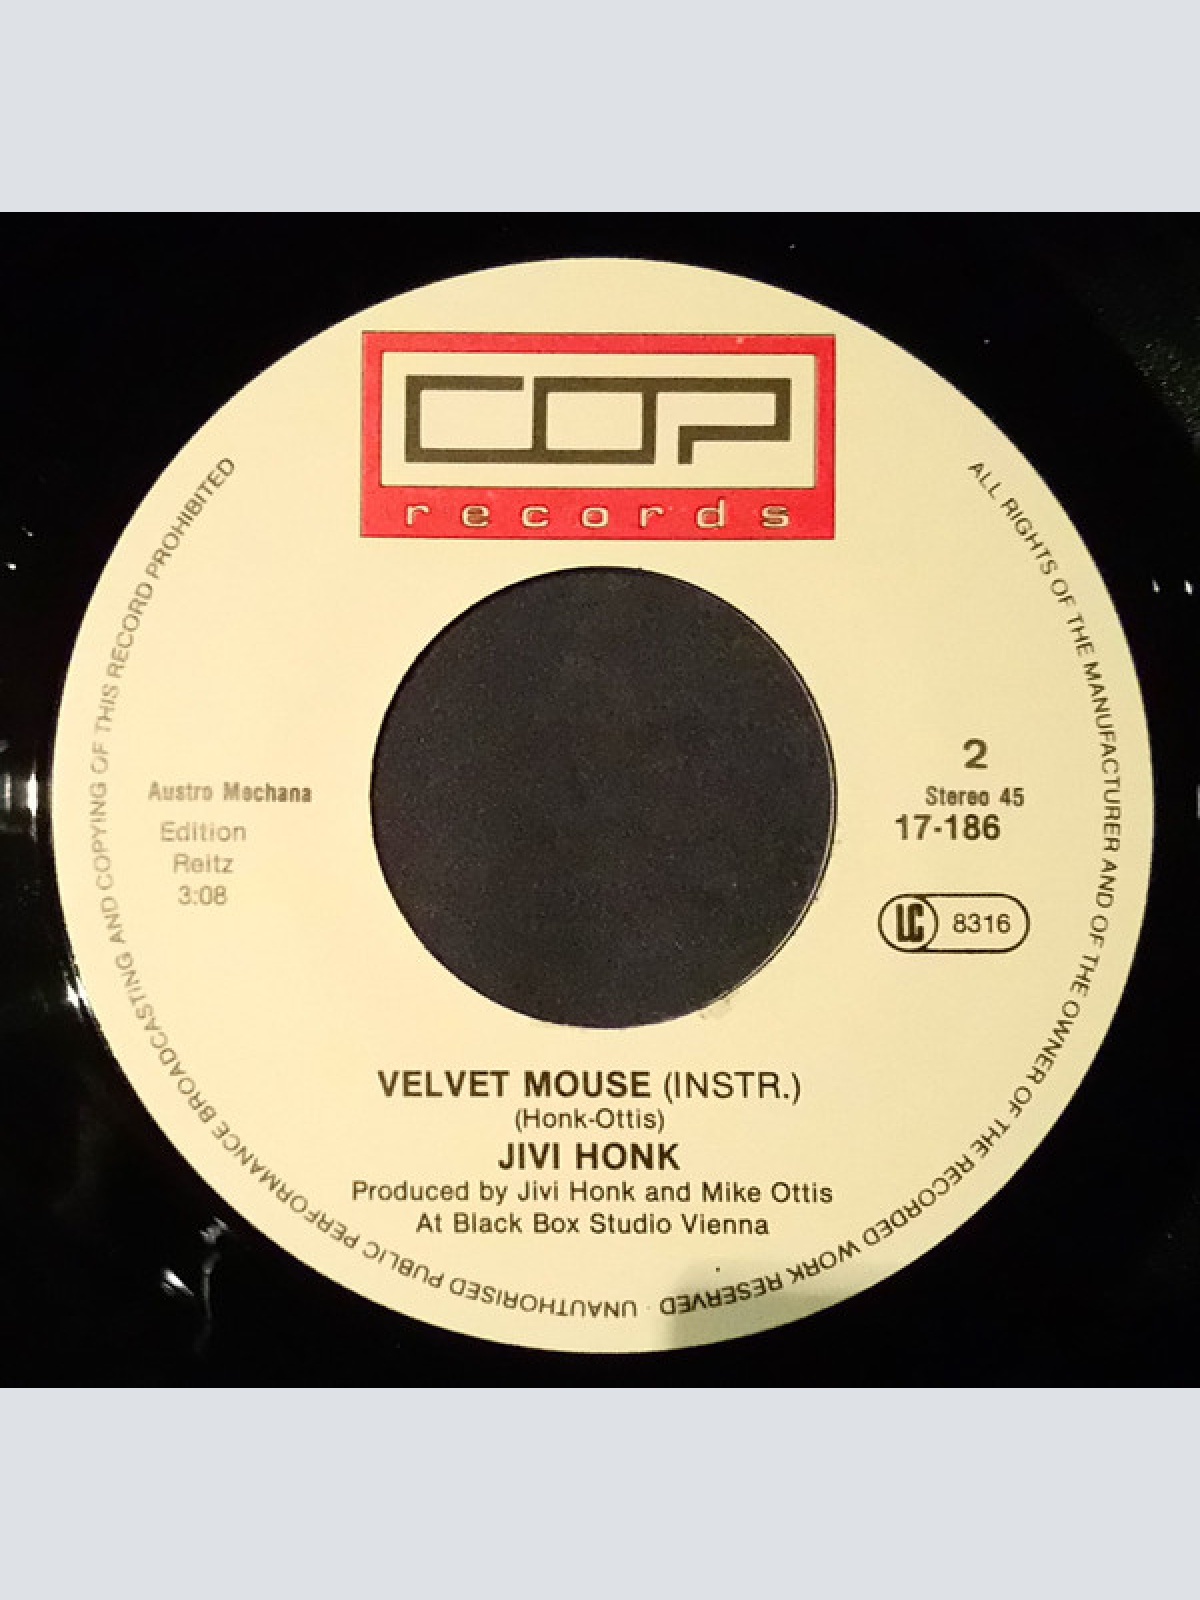 COP
records
Austro Mechana
Edition
Reitz
3:08
2
Stereo 45
17-186
LC 8316
VELVET MOUSE (INSTR.)
(Honk-Ottis)
JIVI HONK
Produced by Jivi Honk and Mike Ottis
At Black Box Studio Vienna
ALL RIGHTS OF THE MANUFACTURER AND OF THE OWNER OF THE RECORDED WORK RESERVED · UNAUTHORISED PUBLIC PERFORMANCE BROADCASTING AND COPYING OF THIS RECORD PROHIBITED